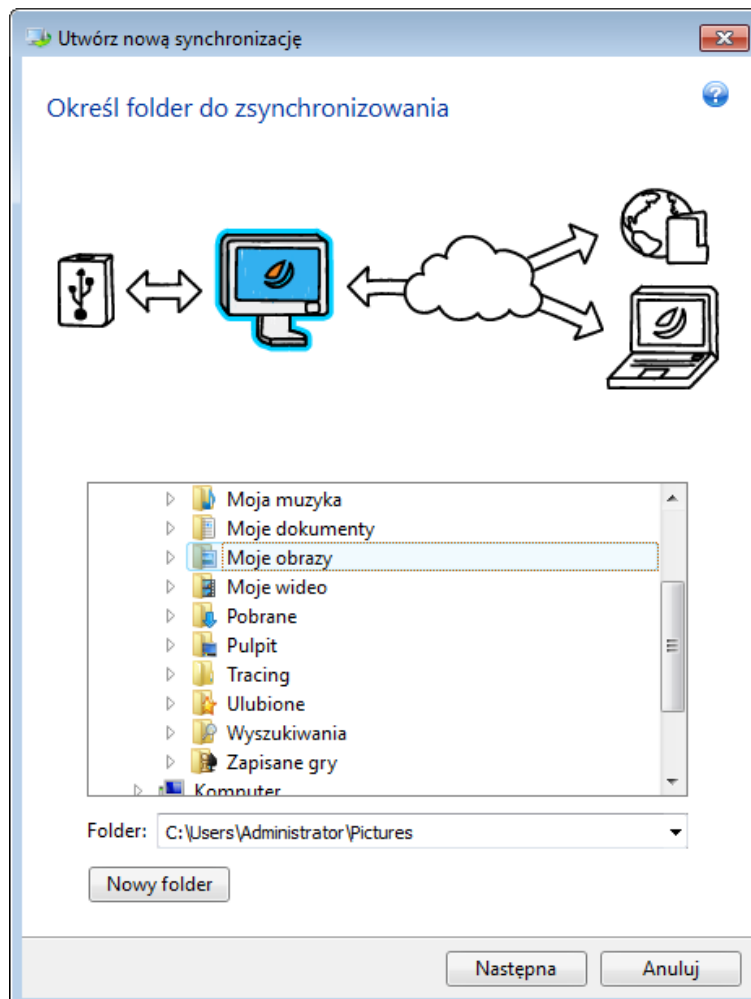 Utwórz nową synchronizację
Określ folder do zsynchronizowania
Moja muzyka
Moje dokumenty
Moje obrazy
Moje wideo
Pobrane
Pulpit
Tracing
Ulubione
Wyszukiwania
Zapisane gry
Komputer
Folder: C:\Users\Administrator\Pictures
Nowy folder
Następna Anuluj